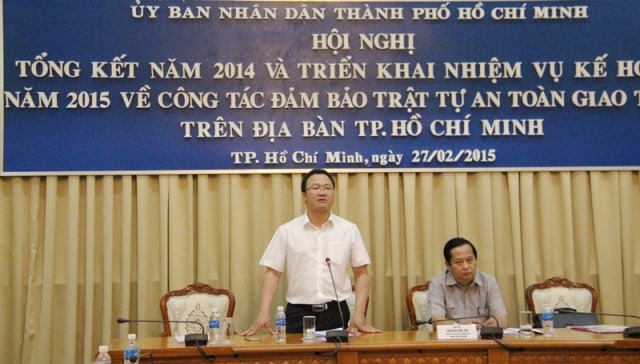 ỦY BAN NHÂN DÂN THÀNH PHỐ HỒ CHÍ MINH
HỘI NGHỊ
TỔNG KẾT NĂM 2014 VÀ TRIỂN KHAI NHIỆM VỤ KẾ HO
NĂM 2015 VỀ CÔNG TÁC ĐẢM BẢO TRẬT TỰ AN TOÀN GIAO T
TRÊN ĐỊA BÀN TP. HỒ CHÍ MINH
TP. Hồ Chí Minh, ngày 27/02/2015